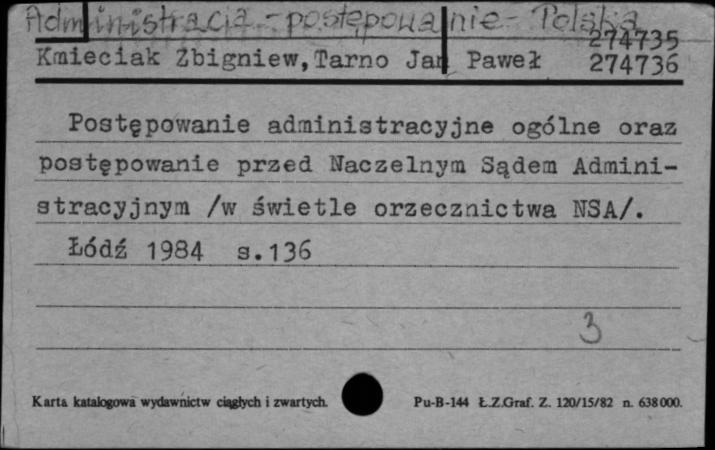 Administracja - postępowanie - Polska
274735
Kmieciak Zbigniew, Tarno Jan Paweł 274736
Postępowanie administracyjne ogólne oraz
postępowanie przed Naczelnym Sądem Admini-
stracyjnym /w świetle orzecznictwa NSA/.
Łódź 1984 s.136
3
Karta katalogowa wydawnictw ciągłych i zwartych. Pu-B-144 Ł.Z.Graf. Z. 120/15/82 n. 638000.